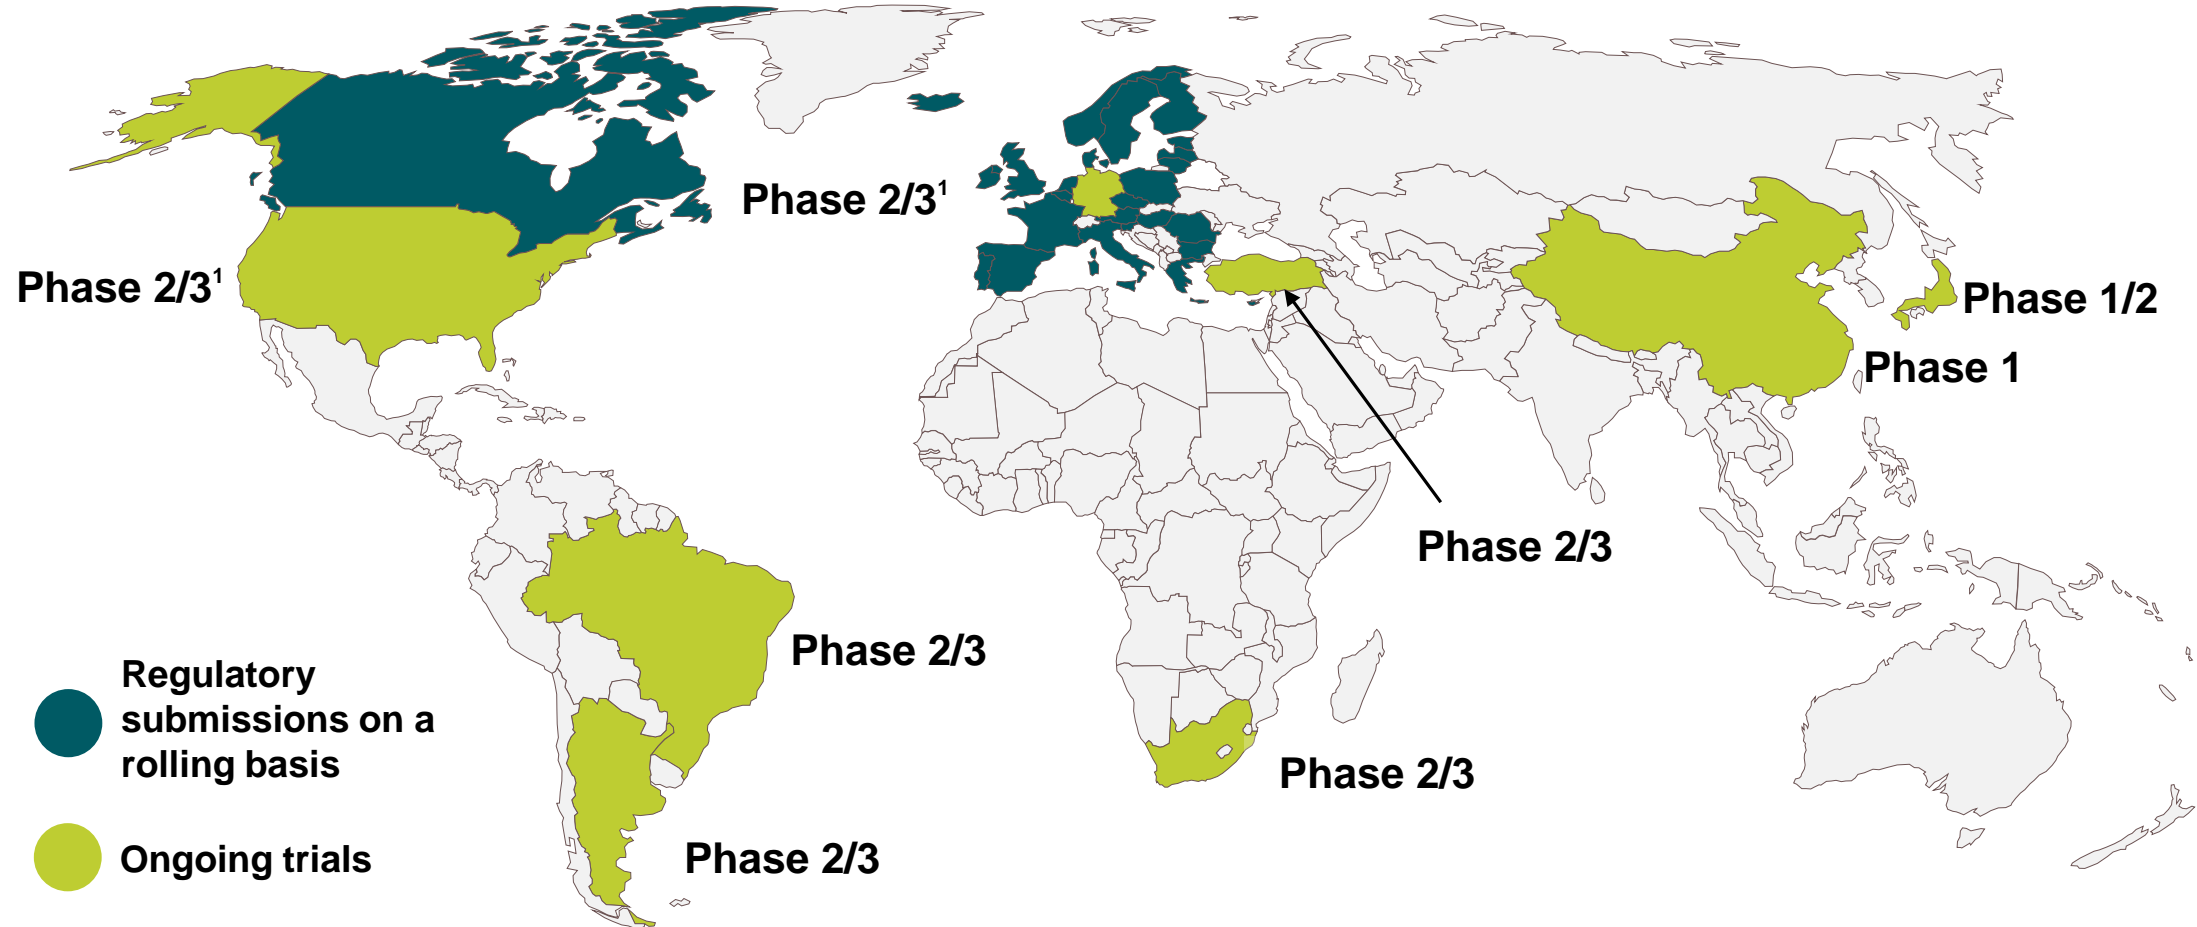 Phase 2/3¹
Phase 2/3¹
Phase 1/2
Phase 1
Phase 2/3
Phase 2/3
Phase 2/3
Phase 2/3
Regulatory
submissions on a
rolling basis
Ongoing trials